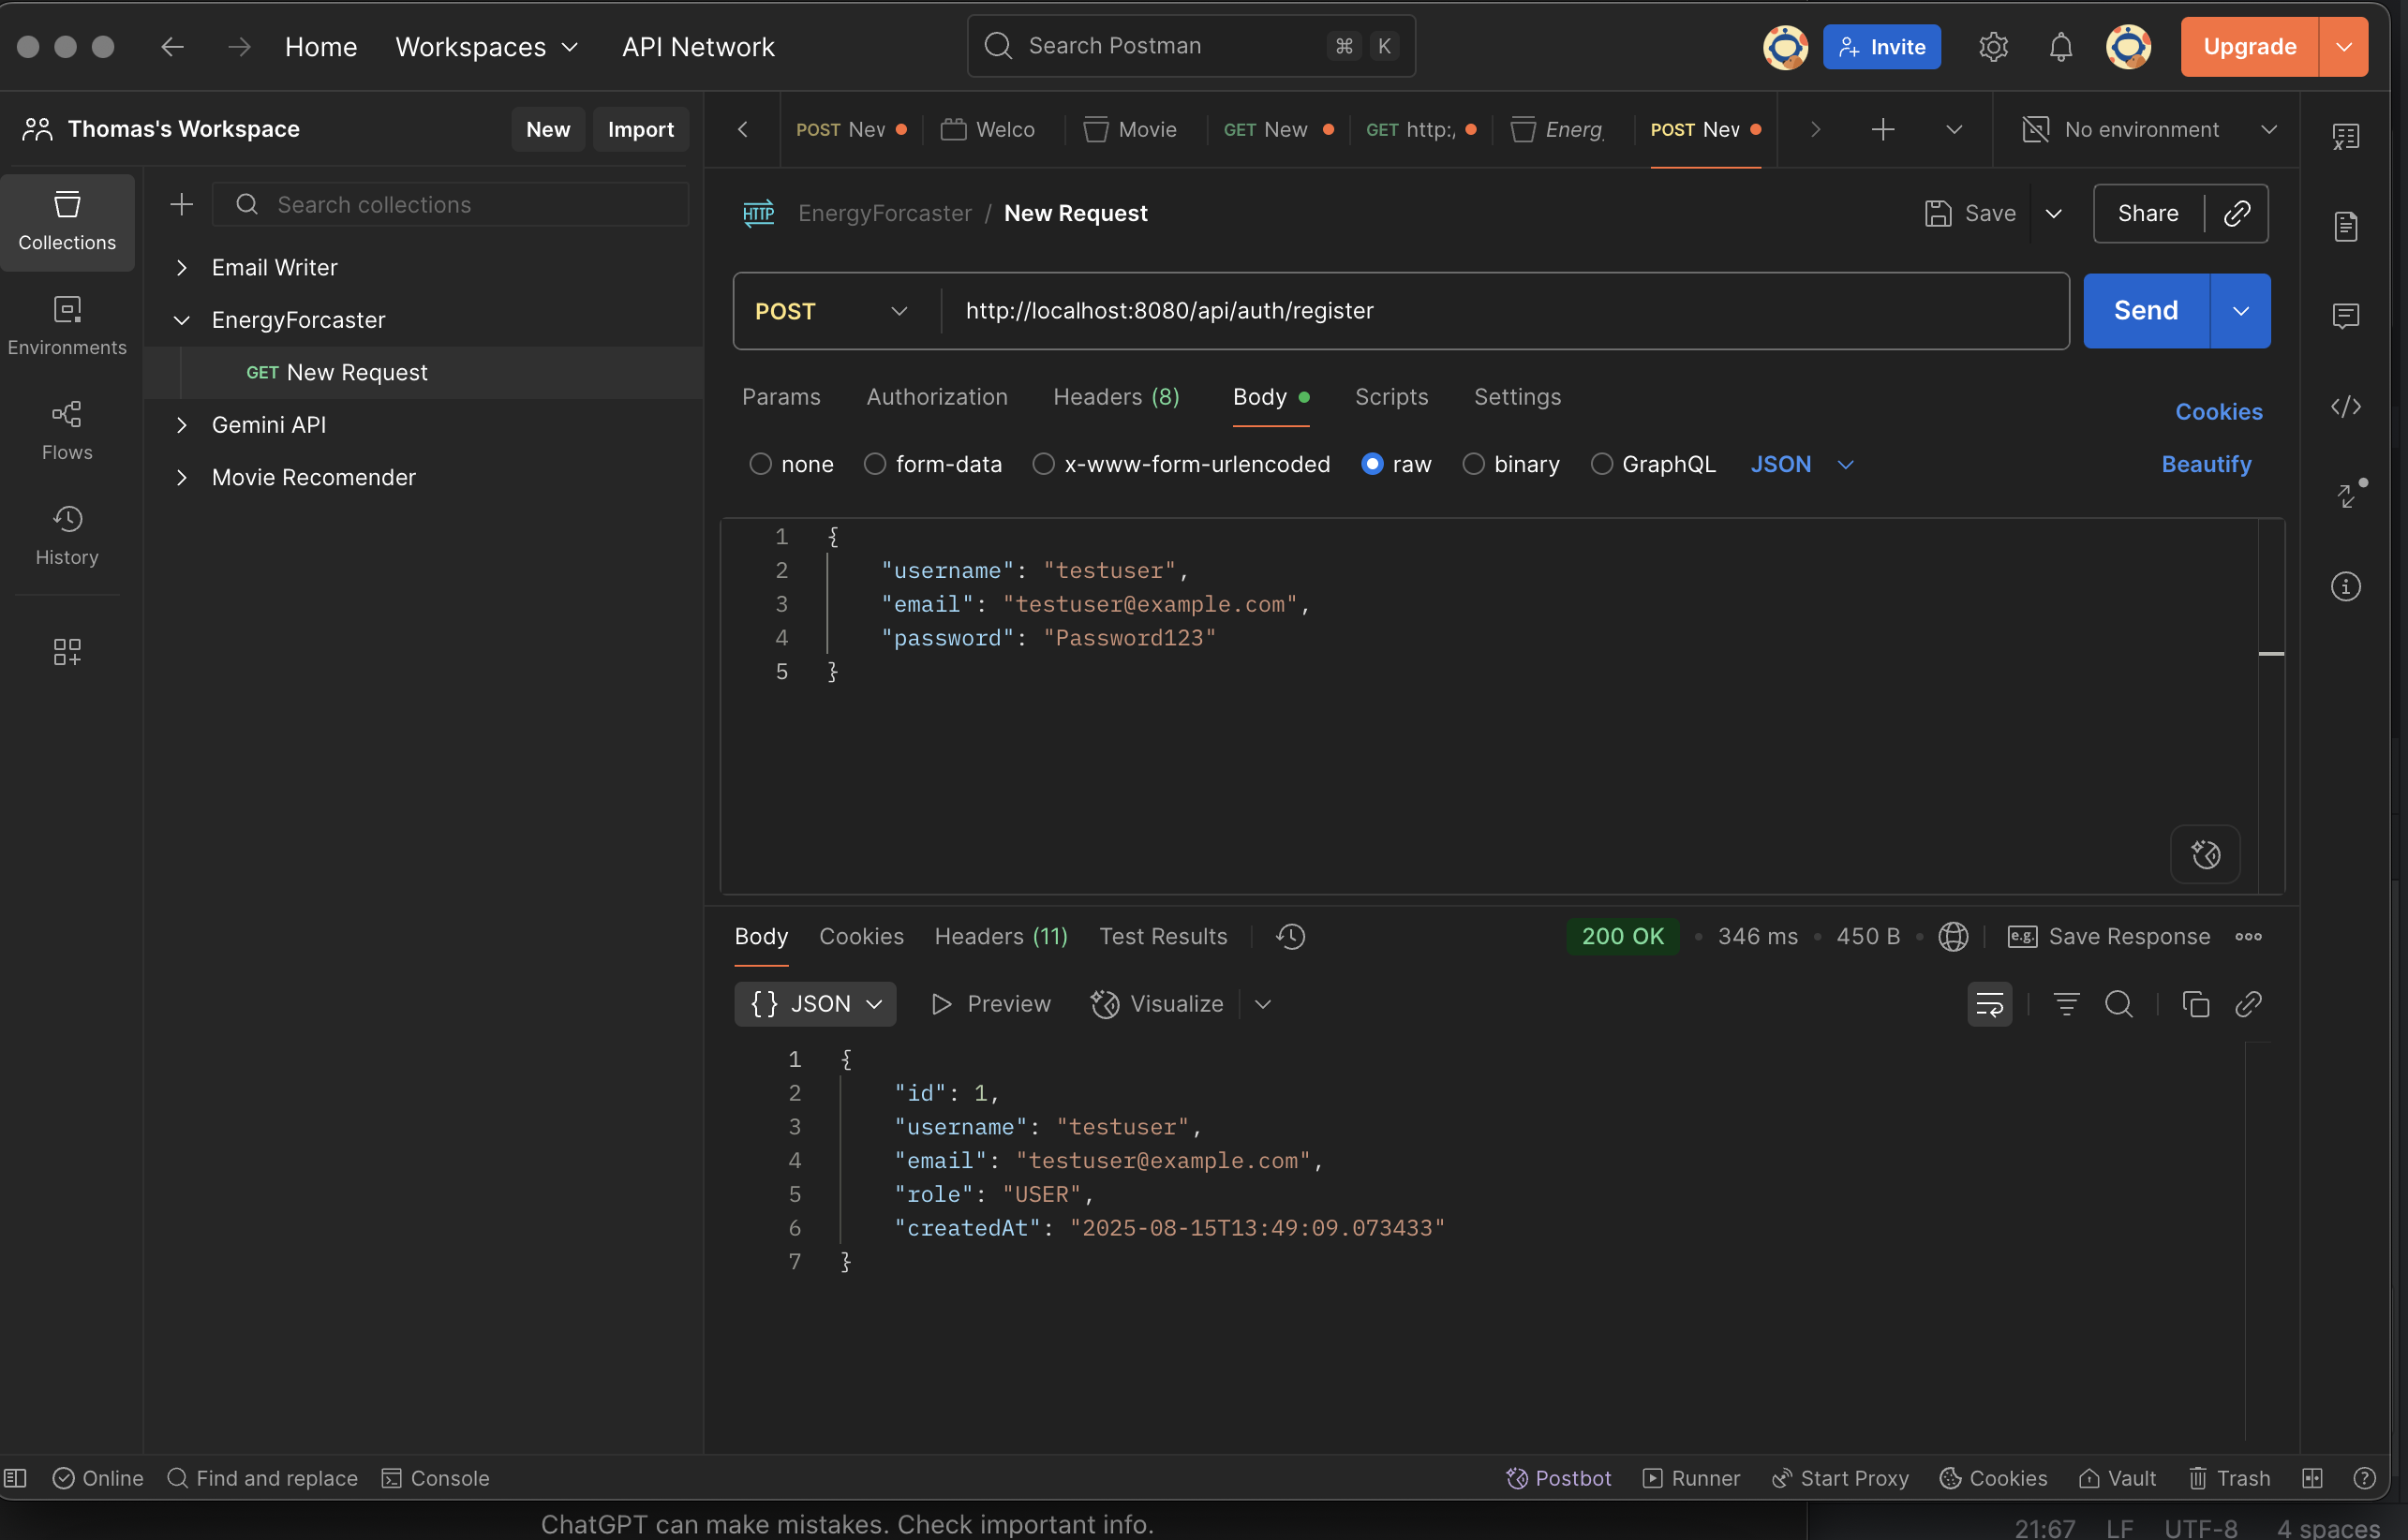 Home
Workspaces
API Network
Search Postman
⌘ K
Invite
Upgrade
Thomas's Workspace
New
Import
POST Nev
Welco
Movie
GET New
GET http:/
Energ
POST Nev
No environment
Collections
Environments
Flows
History
Search collections
Email Writer
EnergyForcaster
GET New Request
Gemini API
Movie Recomender
HTTP
EnergyForcaster / New Request
Save
Share
POST
http://localhost:8080/api/auth/register
Send
Params
Authorization
Headers (8)
Body
Scripts
Settings
Cookies
none
form-data
x-www-form-urlencoded
raw
binary
GraphQL
JSON
Beautify
1 {
2 "username": "testuser",
3 "email": "testuser@example.com",
4 "password": "Password123"
5 }
Body
Cookies
Headers (11)
Test Results
200 OK
346 ms
450 B
e.g.
Save Response
{} JSON
Preview
Visualize
1 {
2 "id": 1,
3 "username": "testuser",
4 "email": "testuser@example.com",
5 "role": "USER",
6 "createdAt": "2025-08-15T13:49:09.073433"
7 }
Online
Find and replace
Console
Postbot
Runner
Start Proxy
Cookies
Vault
Trash
ChatGPT can make mistakes. Check important info.
21:67 LF UTF-8 4 spaces